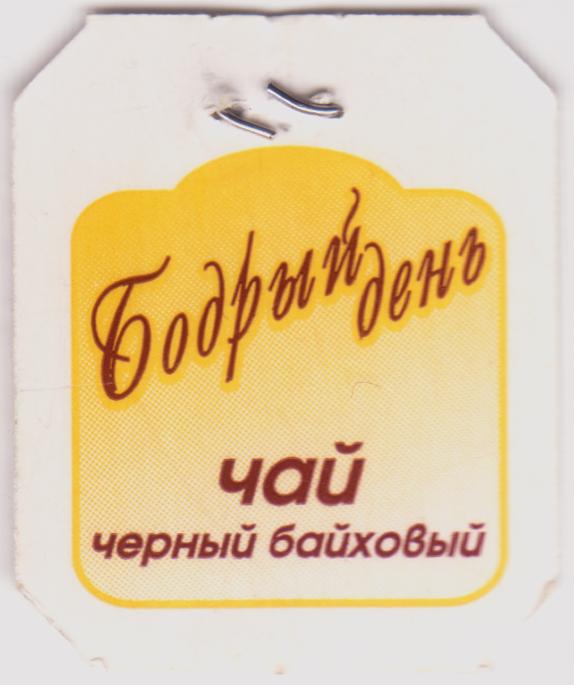 Бодрый день
чай
черный байховый